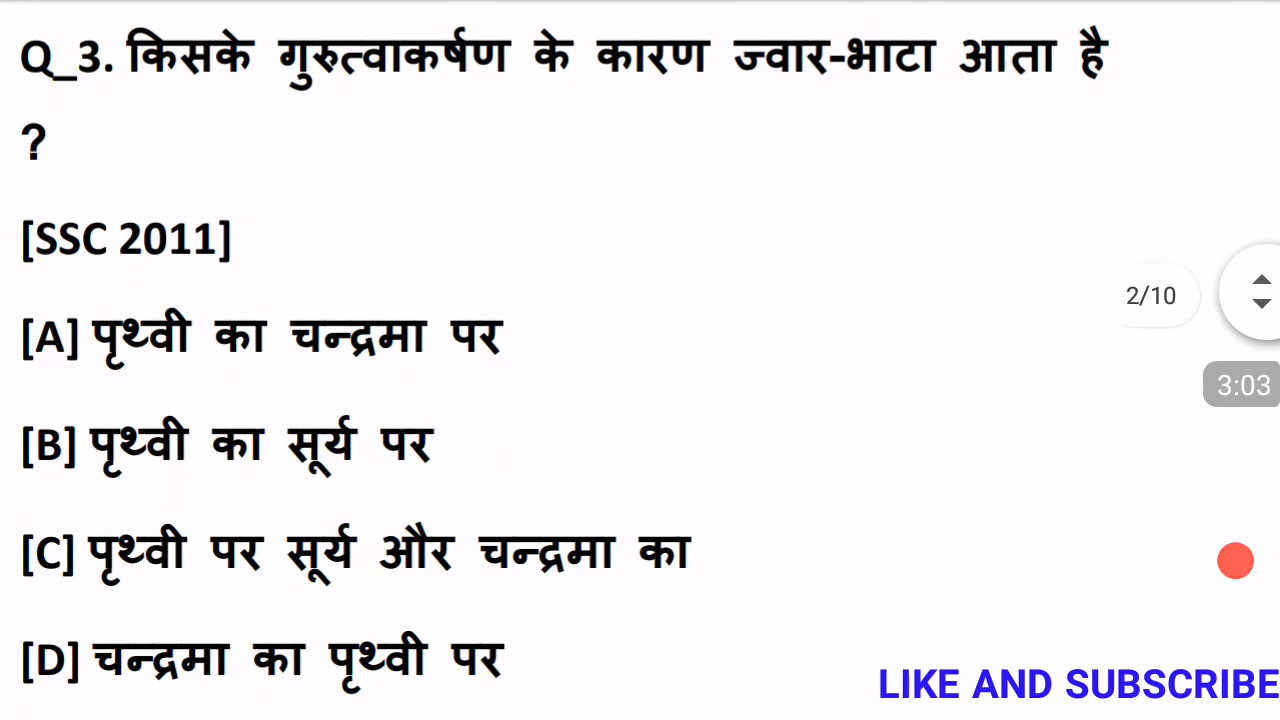 Q_3. किसके गुरुत्वाकर्षण के कारण ज्वार-भाटा आता है
?
[SSC 2011]
2/10
[A] पृथ्वी का चन्द्रमा पर
3:03
[B] पृथ्वी का सूर्य पर
[C] पृथ्वी पर सूर्य और चन्द्रमा का
[D] चन्द्रमा का पृथ्वी पर
LIKE AND SUBSCRIBE